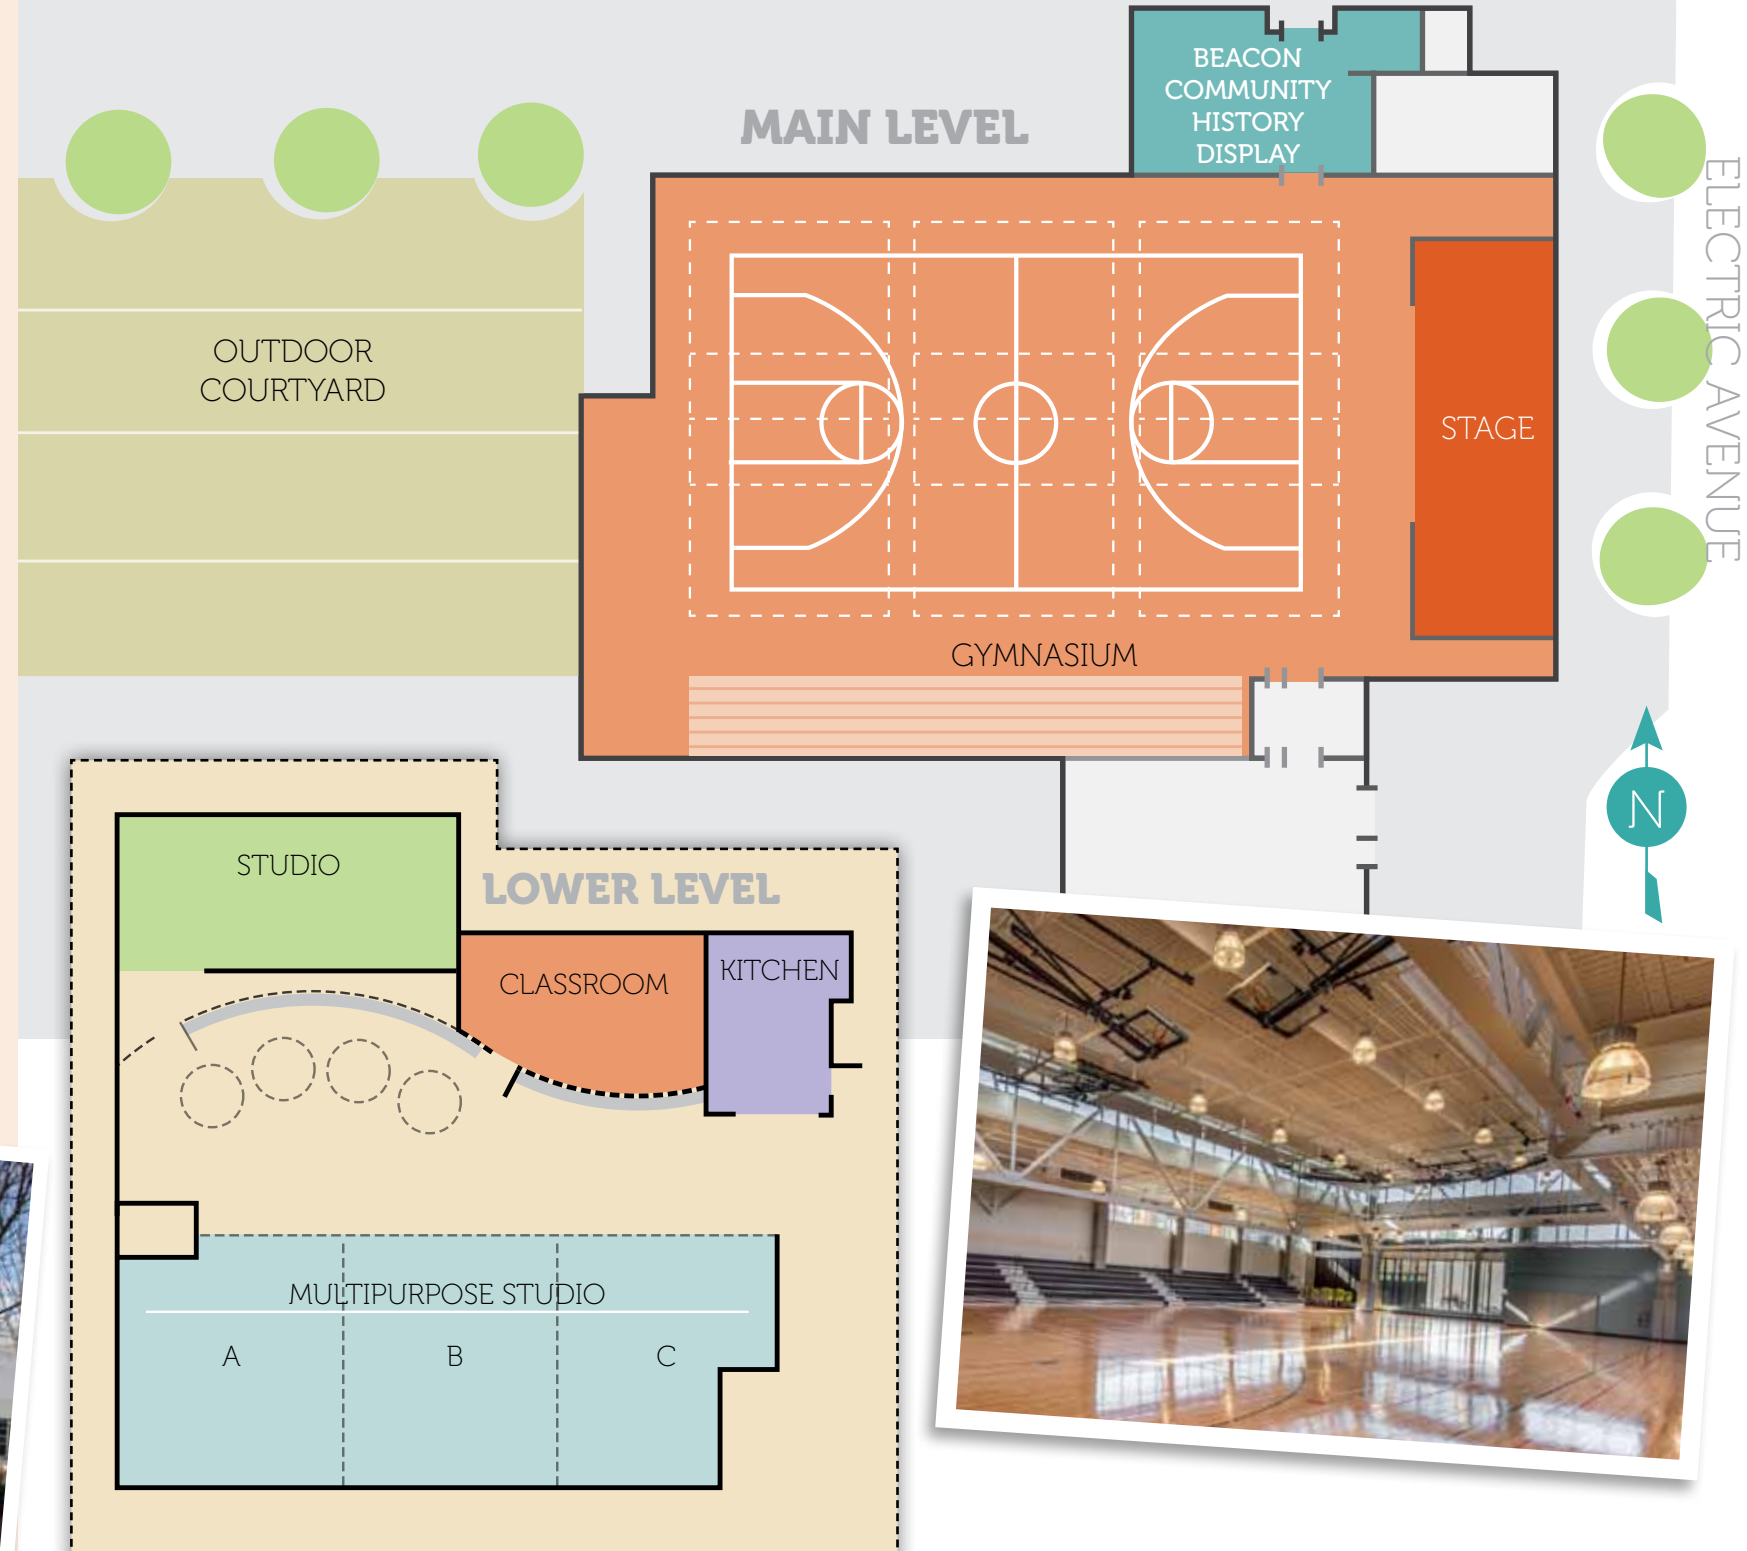 BEACON
COMMUNITY
HISTORY
DISPLAY
MAIN LEVEL
ELECTRIC AVENUE
OUTDOOR
COURTYARD
STAGE
GYMNASIUM
N
STUDIO
LOWER LEVEL
CLASSROOM
KITCHEN
MULTIPURPOSE STUDIO
A
B
C